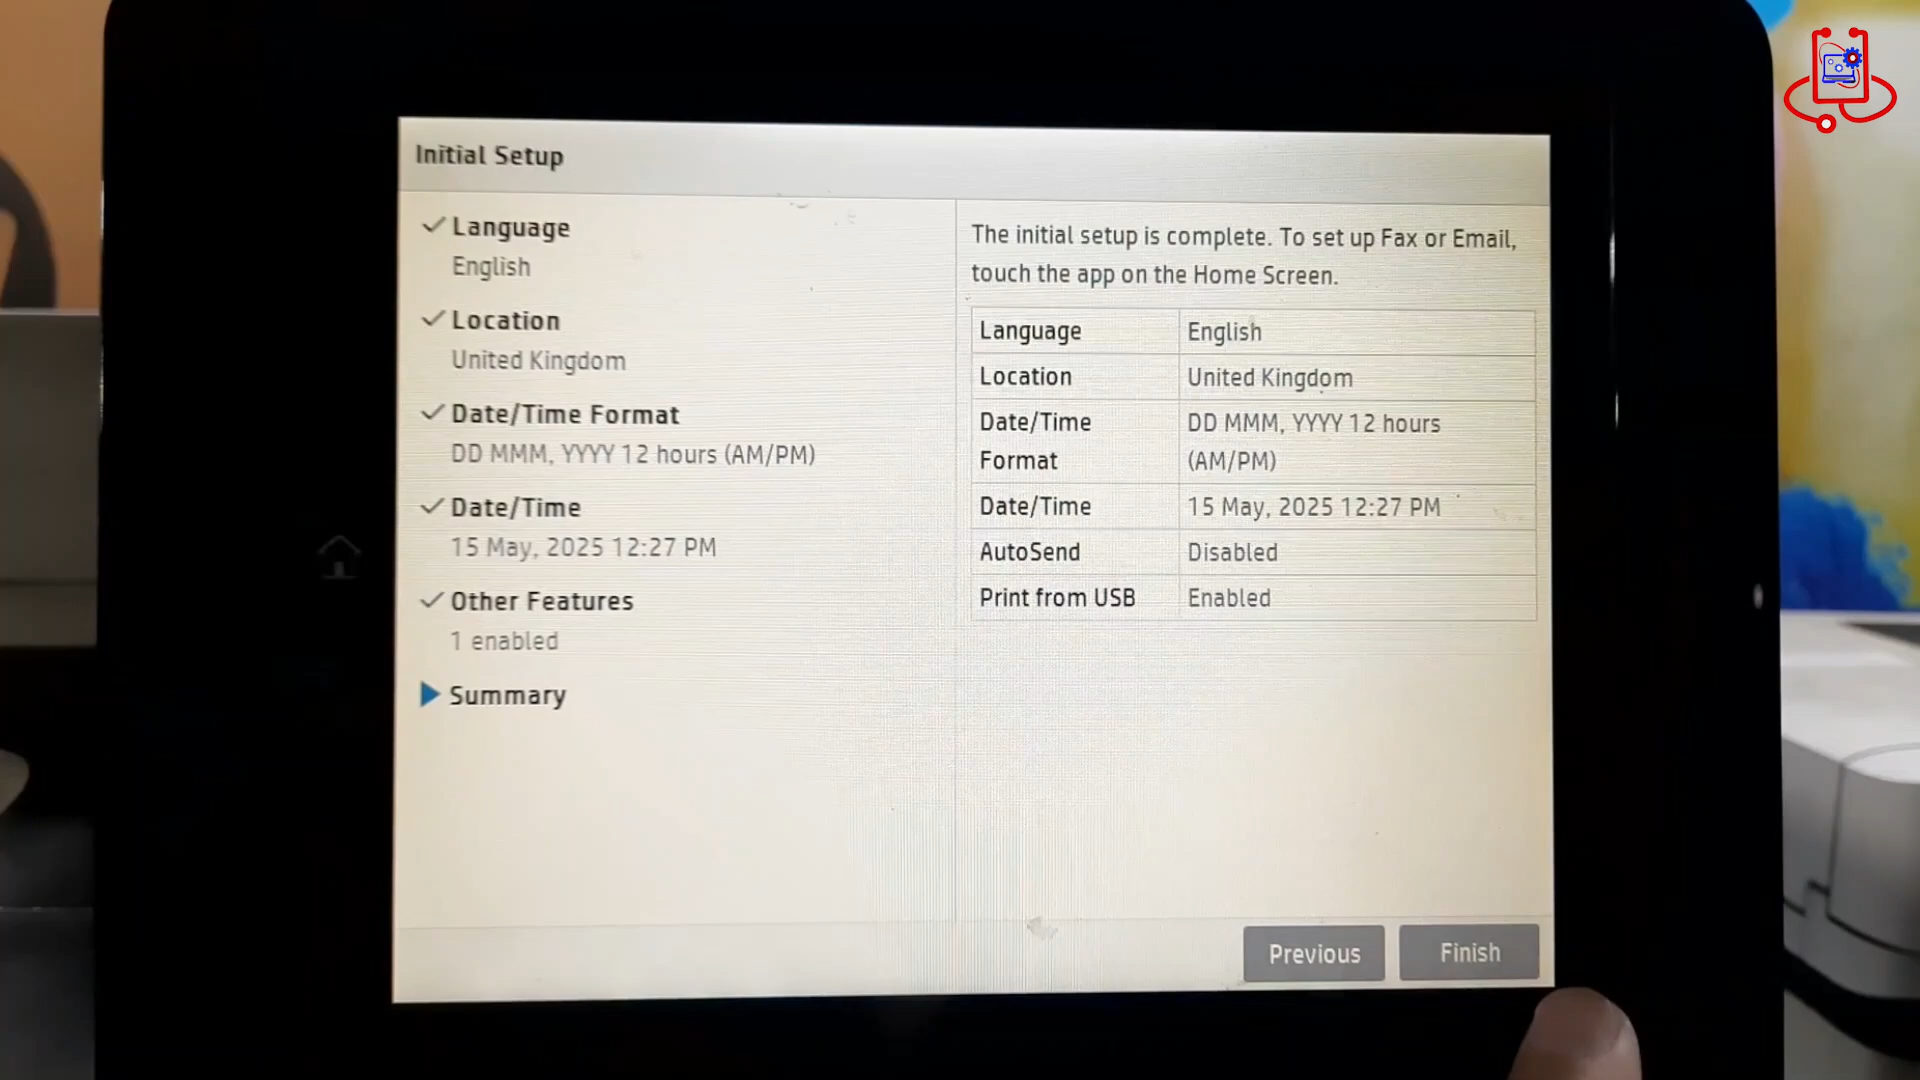 Initial Setup
Language
English
Location
United Kingdom
Date/Time Format
DD MMM, YYYY 12 hours (AM/PM)
Date/Time
15 May, 2025 12:27 PM
Other Features
1 enabled
Summary
The initial setup is complete. To set up Fax or Email,
touch the app on the Home Screen.
Language English
Location United Kingdom
Date/Time Format DD MMM, YYYY 12 hours (AM/PM)
Date/Time 15 May, 2025 12:27 PM
AutoSend Disabled
Print from USB Enabled
Previous Finish